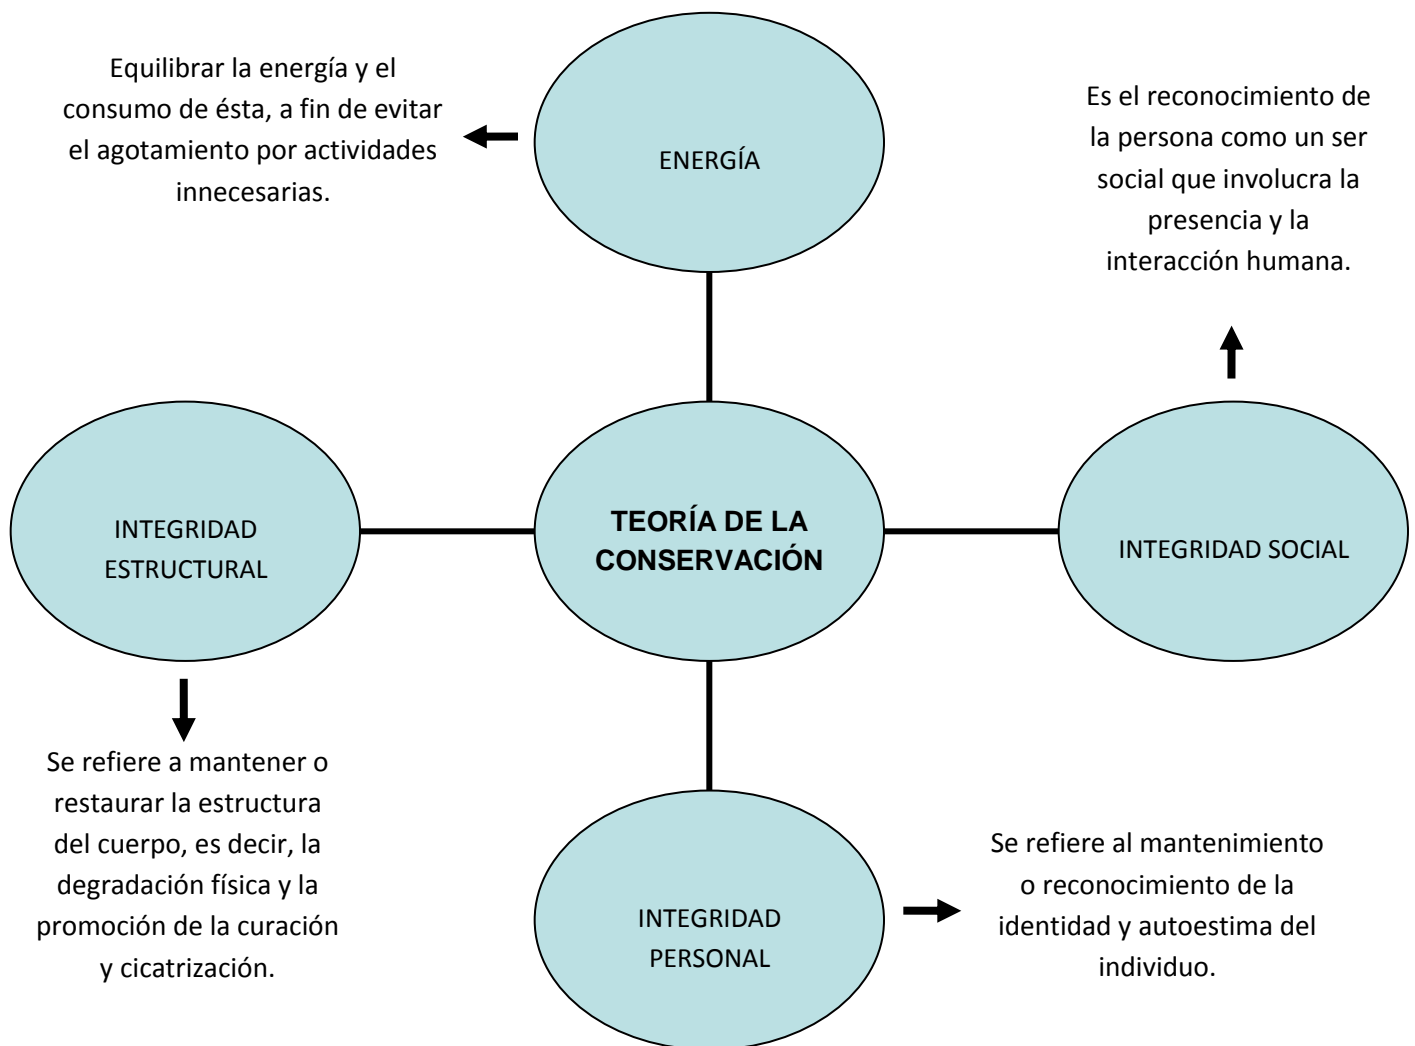 Equilibrar la energía y el
consumo de ésta, a fin de evitar
el agotamiento por actividades
innecesarias.
ENERGÍA
Es el reconocimiento de
la persona como un ser
social que involucra la
presencia y la
interacción humana.
INTEGRIDAD
ESTRUCTURAL
TEORÍA DE LA
CONSERVACIÓN
INTEGRIDAD SOCIAL
Se refiere a mantener o
restaurar la estructura
del cuerpo, es decir, la
degradación física y la
promoción de la curación
y cicatrización.
INTEGRIDAD
PERSONAL
Se refiere al mantenimiento
o reconocimiento de la
identidad y autoestima del
individuo.